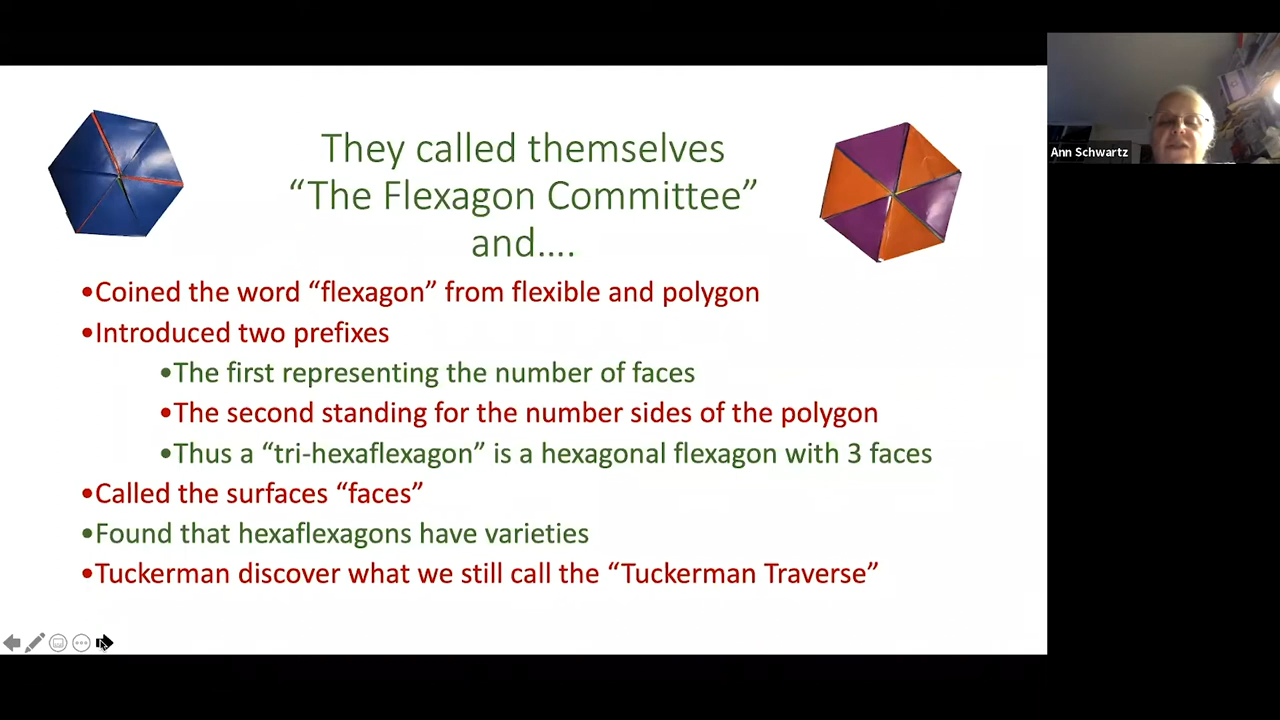 They called themselves
“The Flexagon Committee”
and....
•Coined the word “flexagon” from flexible and polygon
•Introduced two prefixes
•The first representing the number of faces
•The second standing for the number sides of the polygon
•Thus a “tri-hexaflexagon” is a hexagonal flexagon with 3 faces
•Called the surfaces “faces”
•Found that hexaflexagons have varieties
•Tuckerman discover what we still call the “Tuckerman Traverse”
Ann Schwartz